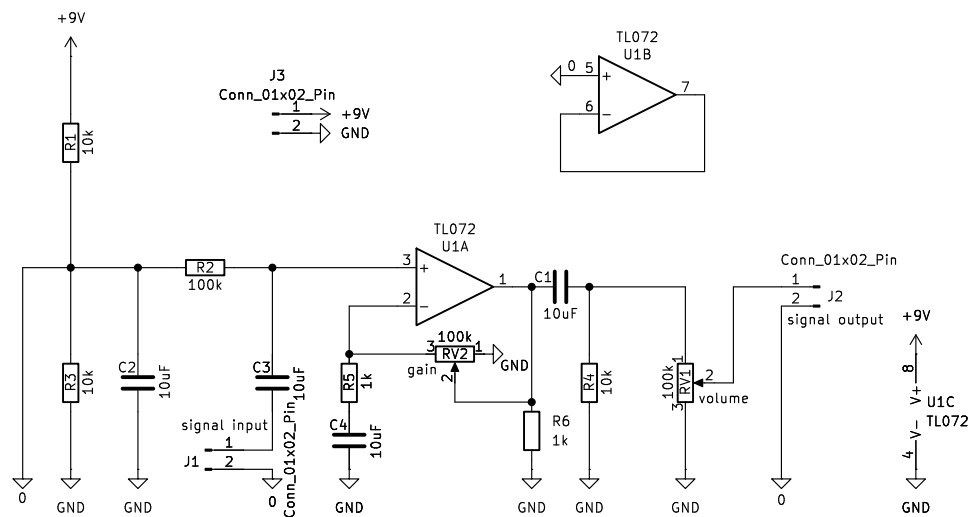 +9V
TL072
U1B
0
5
+
6
−
7
J3
Conn_01x02_Pin
1
+9V
2
GND
R1
10k
TL072
U1A
3
+
2
−
1
R2
100k
C1
10uF
Conn_01x02_Pin
1
2
J2
signal output
+9V
100k
3
RV2
1
GND
gain
2
R3
10k
C2
10uF
C3
10uF
R5
1k
R4
10k
100k
RV1
1
2
3
volume
8
V+
U1C
TL072
V-
4
signal input
1
2
J1
Conn_01x02_Pin
C4
10uF
R6
1k
0
GND
GND
0
GND
GND
GND
GND
0
GND